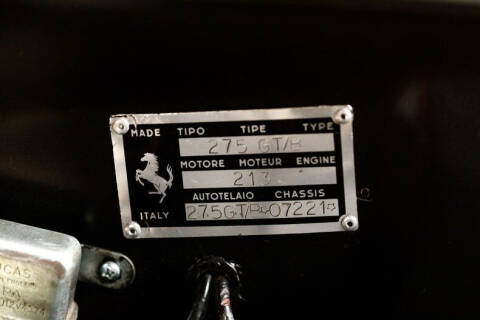 MADE TIPO TIPE TYPE
275 GT/B
MOTORE MOTEUR ENGINE
213
AUTOTELAIO CHASSIS
ITALY 275GT/B☆07221☆